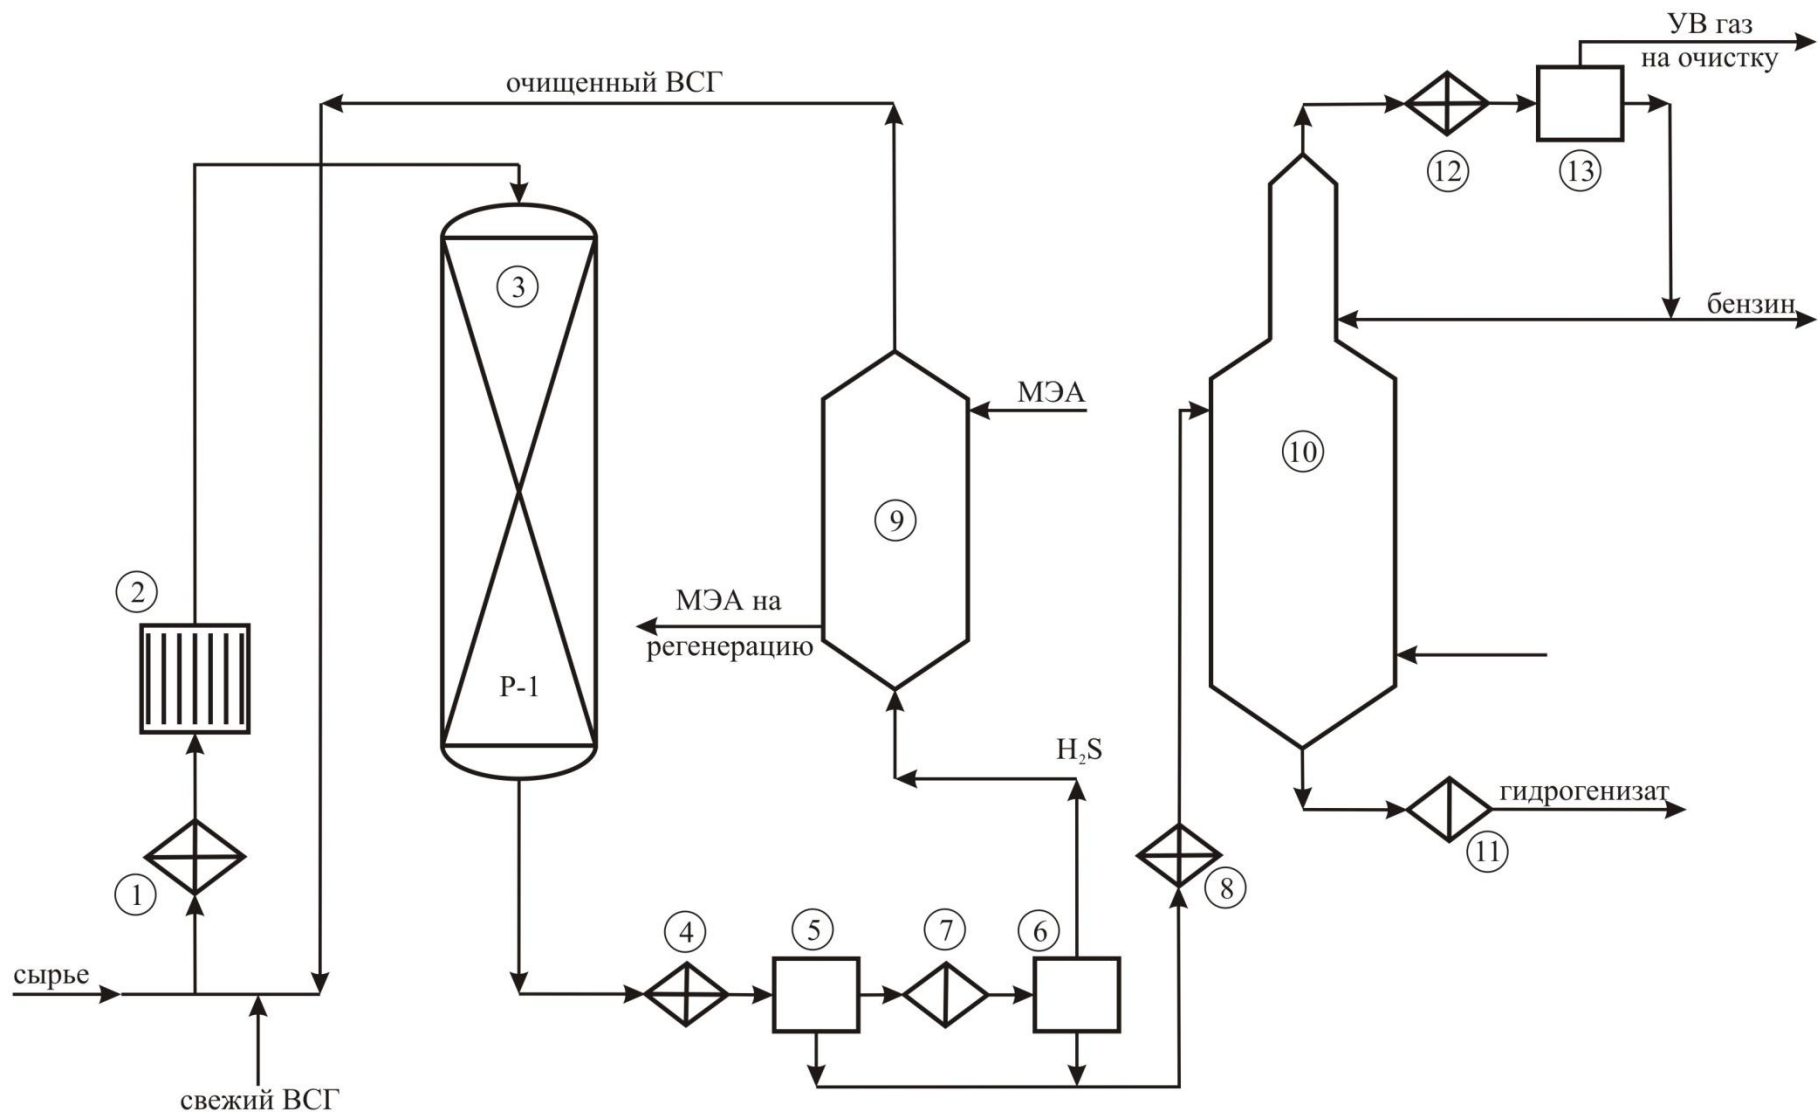 УВ газ
на очистку
очищенный ВСГ
12
13
3
бензин
МЭА
10
9
2
МЭА на
регенерацию
Р-1
H₂S
гидрогенизат
1
8
11
4
5
7
6
сырье
свежий ВСГ